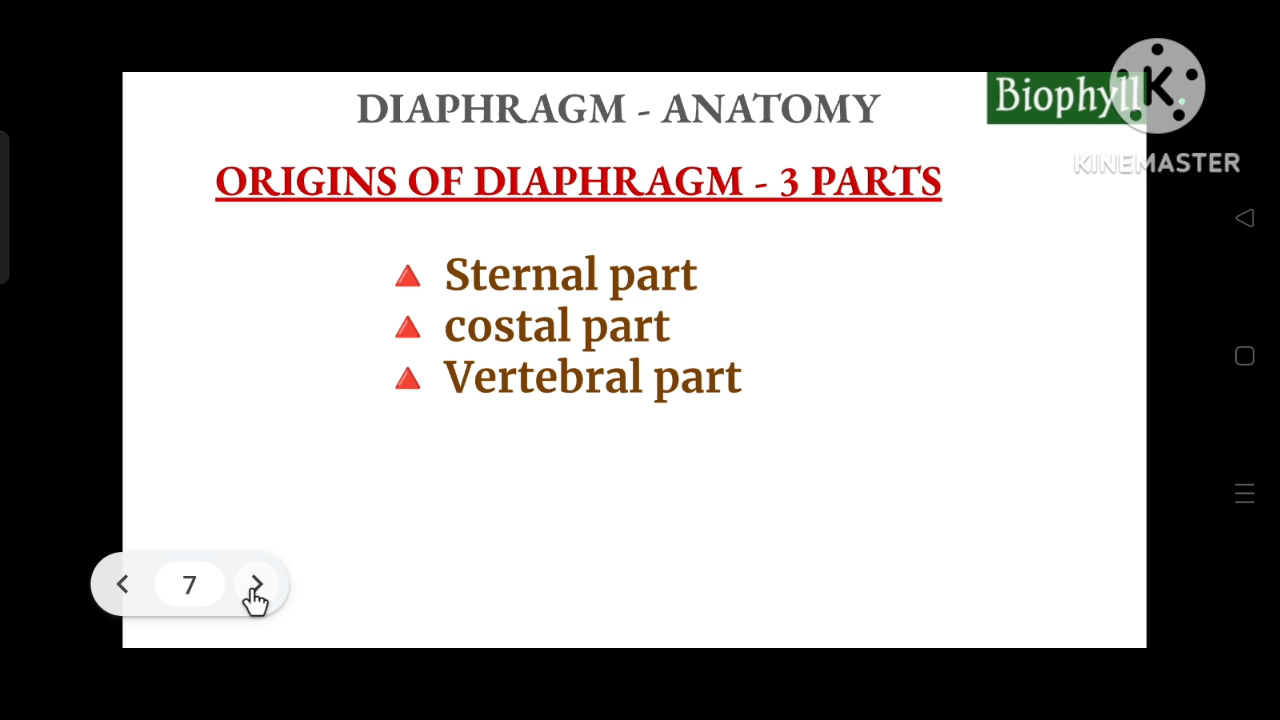 DIAPHRAGM - ANATOMY
Biophyll
KINEMASTER
ORIGINS OF DIAPHRAGM - 3 PARTS
🔺 Sternal part
🔺 costal part
🔺 Vertebral part
7